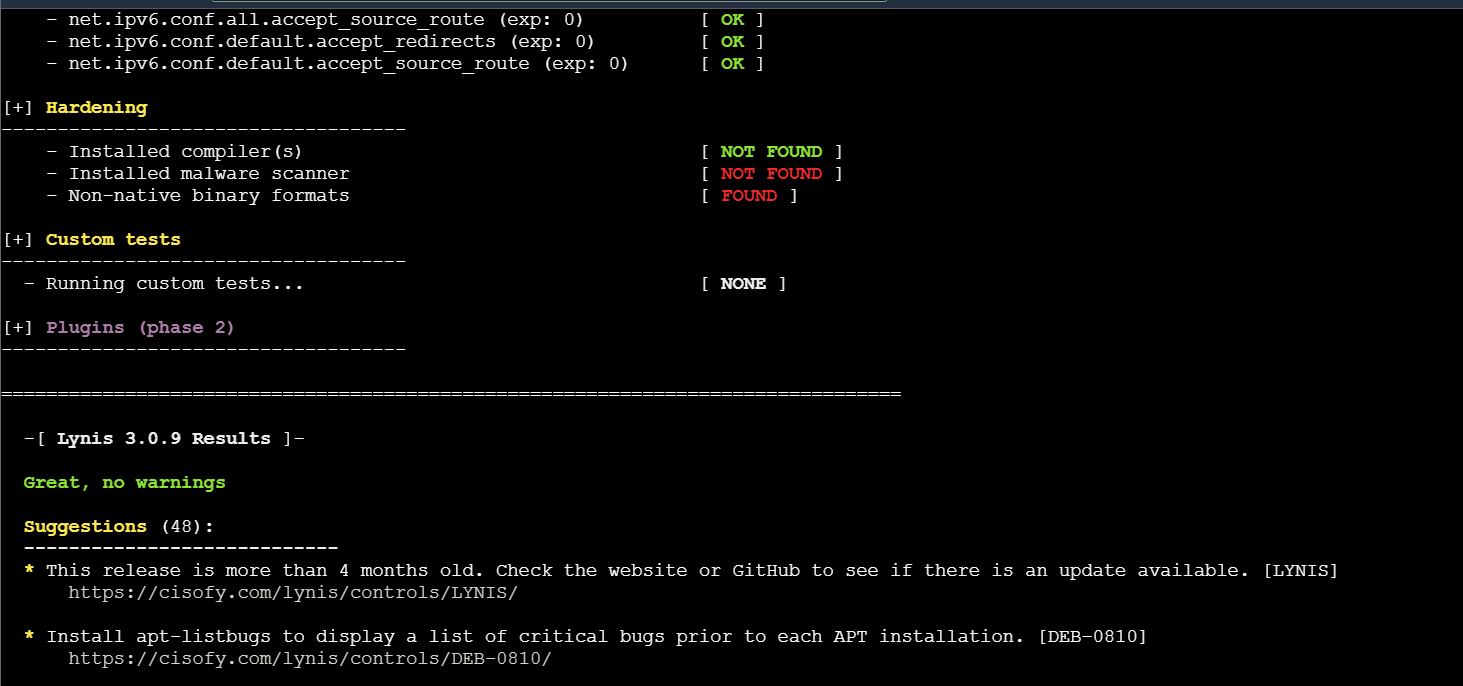 - net.ipv6.conf.all.accept_source_route (exp: 0) [ OK ]
- net.ipv6.conf.default.accept_redirects (exp: 0) [ OK ]
- net.ipv6.conf.default.accept_source_route (exp: 0) [ OK ]
[+] Hardening
------------------------------------
- Installed compiler(s) [ NOT FOUND ]
- Installed malware scanner [ NOT FOUND ]
- Non-native binary formats [ FOUND ]
[+] Custom tests
------------------------------------
- Running custom tests... [ NONE ]
[+] Plugins (phase 2)
------------------------------------
================================================================================
-[ Lynis 3.0.9 Results ]-
Great, no warnings
Suggestions (48):
----------------------------
* This release is more than 4 months old. Check the website or GitHub to see if there is an update available. [LYNIS]
https://cisofy.com/lynis/controls/LYNIS/
* Install apt-listbugs to display a list of critical bugs prior to each APT installation. [DEB-0810]
https://cisofy.com/lynis/controls/DEB-0810/